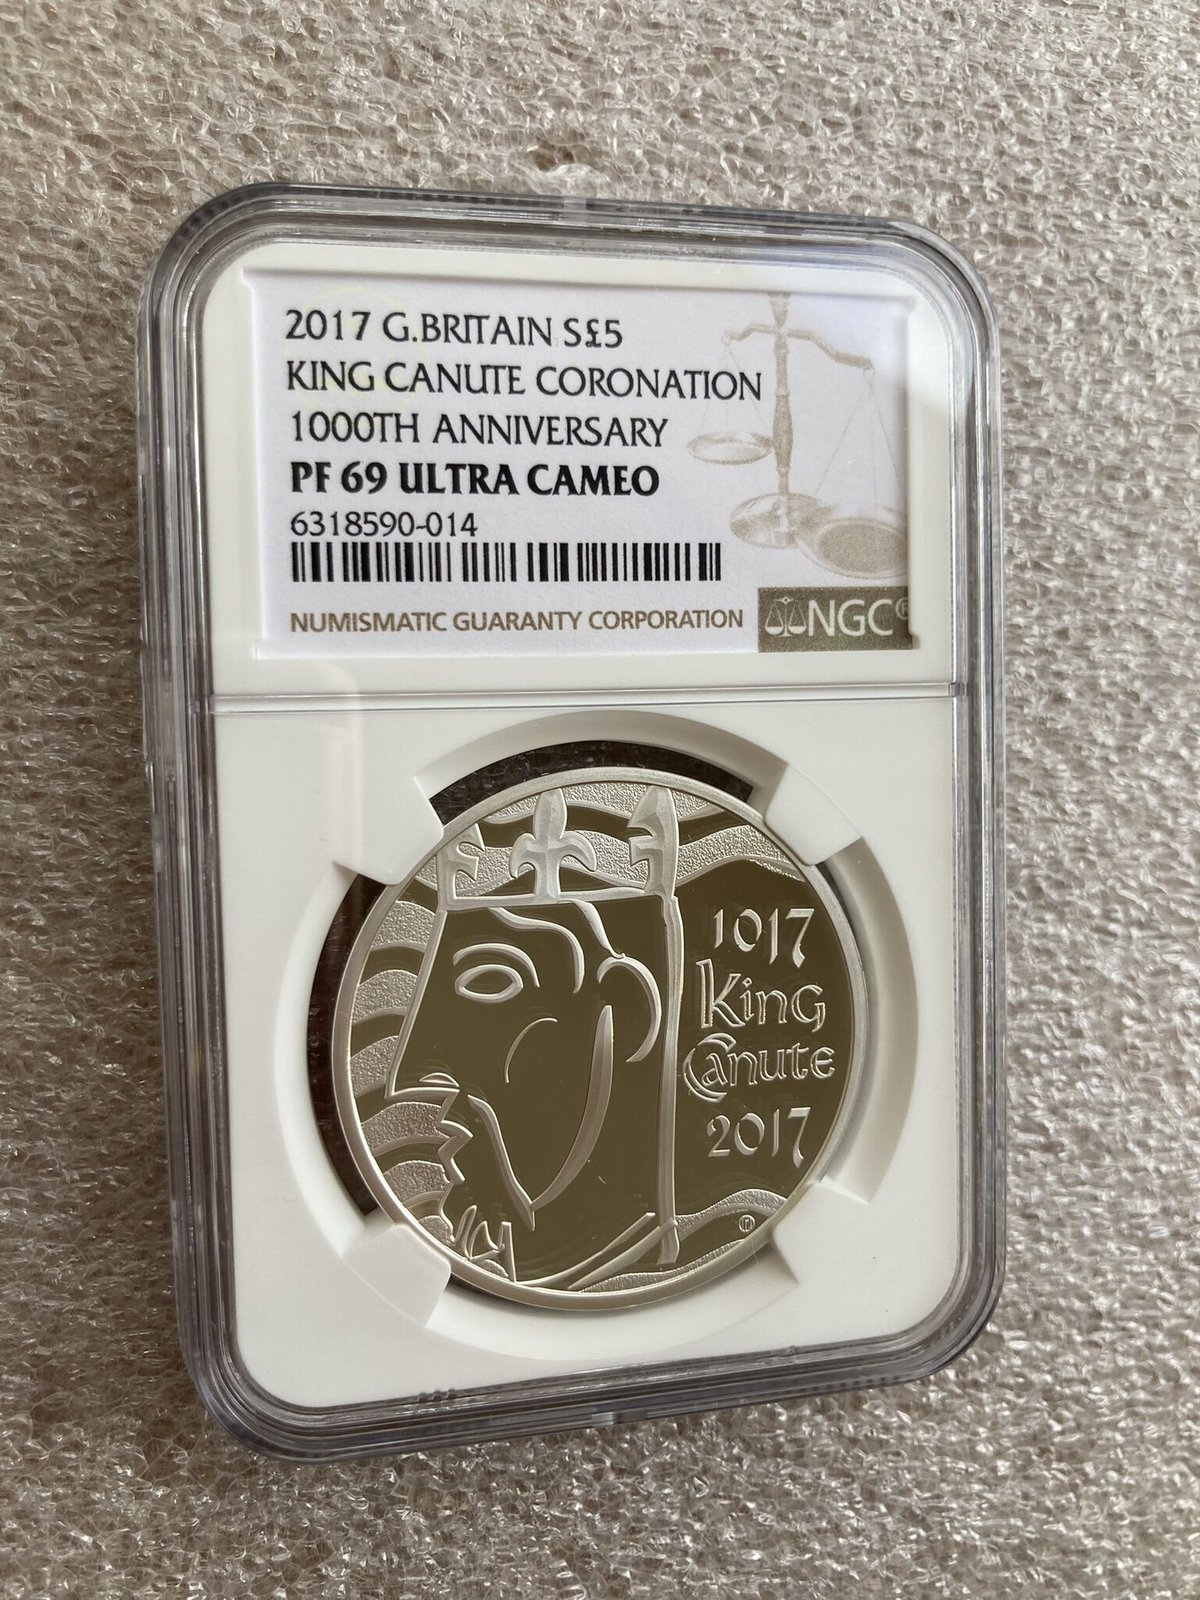 2017 G.BRITAIN S£5
KING CANUTE CORONATION
1000TH ANNIVERSARY
PF 69 ULTRA CAMEO
6318590-014
NUMISMATIC GUARANTY CORPORATION
NGC®
1017
King
Canute
2017